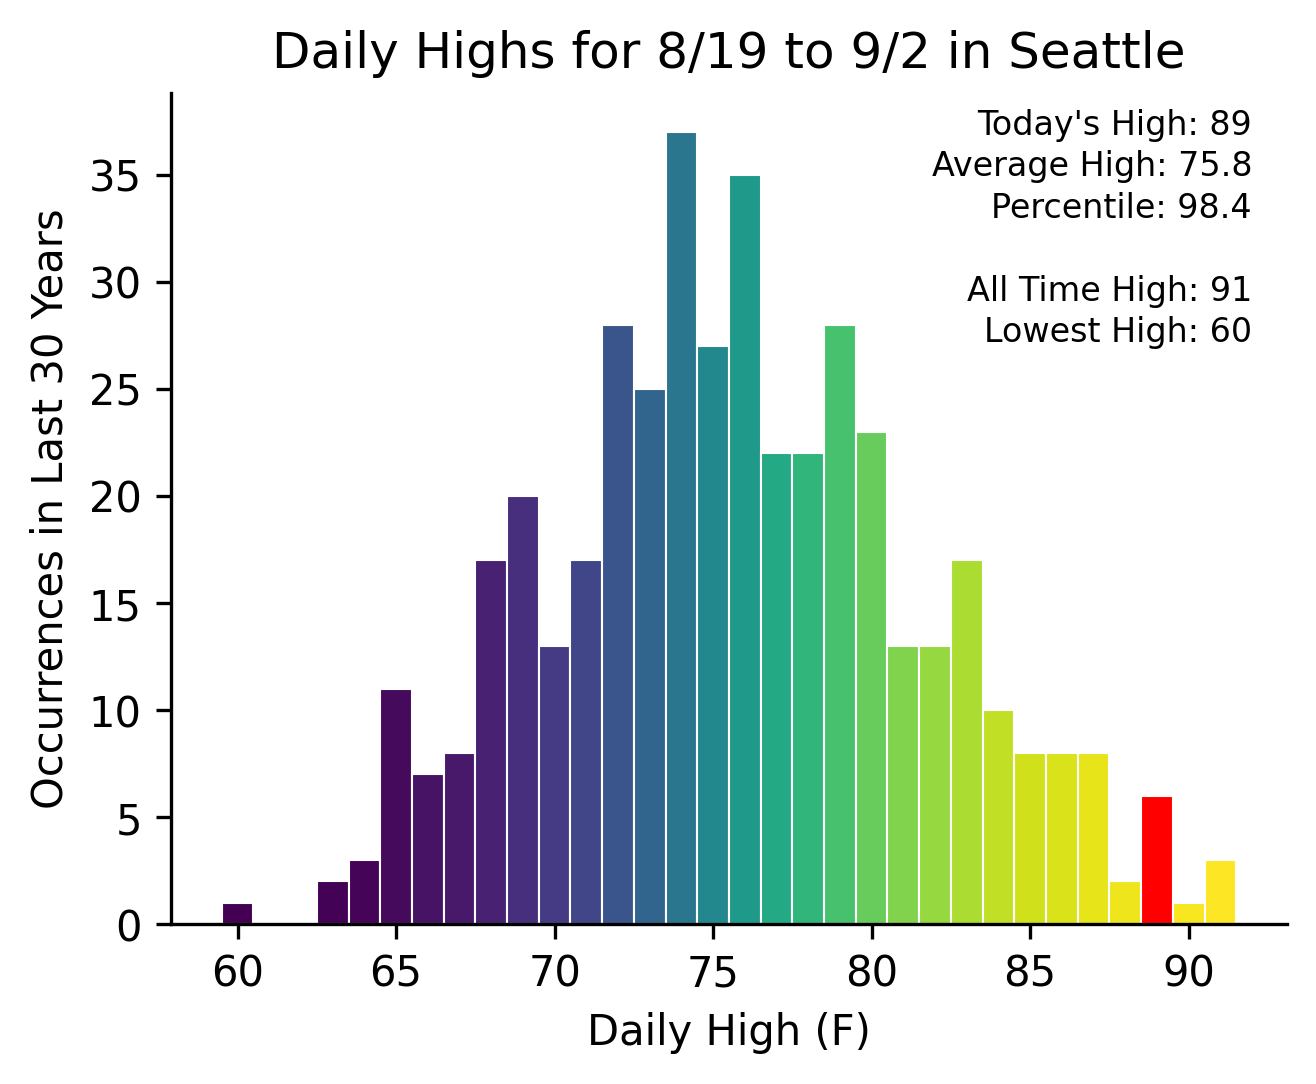 Daily Highs for 8/19 to 9/2 in Seattle
Today's High: 89
Average High: 75.8
Percentile: 98.4
All Time High: 91
Lowest High: 60
Occurrences in Last 30 Years
35
30
25
20
15
10
5
0
60 65 70 75 80 85 90
Daily High (F)